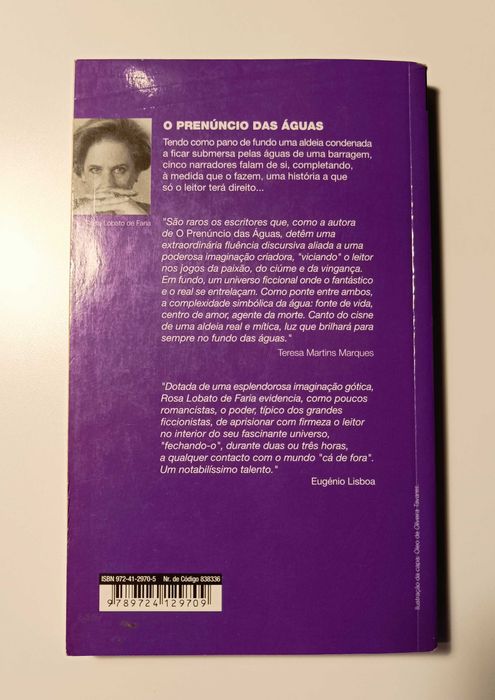 O PRENÚNCIO DAS ÁGUAS
Tendo como pano de fundo uma aldeia condenada
a ficar submersa pelas águas de uma barragem,
cinco narradores falam de si, completando,
à medida que o fazem, uma história a que
só o leitor terá direito...
Rosa Lobato de Faria
"São raros os escritores que, como a autora
de O Prenúncio das Águas, detêm uma
extraordinária fluência discursiva aliada a uma
poderosa imaginação criadora, "viciando" o leitor
nos jogos da paixão, do ciúme e da vingança.
Em fundo, um universo ficcional onde o fantástico
e o real se entrelaçam. Como ponte entre ambos,
a complexidade simbólica da água: fonte de vida,
centro de amor, agente da morte. Canto do cisne
de uma aldeia real e mítica, luz que brilhará para
sempre no fundo das águas."
Teresa Martins Marques
"Dotada de uma esplendorosa imaginação gótica,
Rosa Lobato de Faria evidencia, como poucos
romancistas, o poder, típico dos grandes
ficcionistas, de aprisionar com firmeza o leitor
no interior do seu fascinante universo,
"fechando-o", durante duas ou três horas,
a qualquer contacto com o mundo "cá de fora".
Um notabilíssimo talento."
Eugénio Lisboa
Ilustração da capa: Óleo de Oliveira Tavares.
ISBN 972-41-2970-5 Nr. de Código 838336
9789724129709